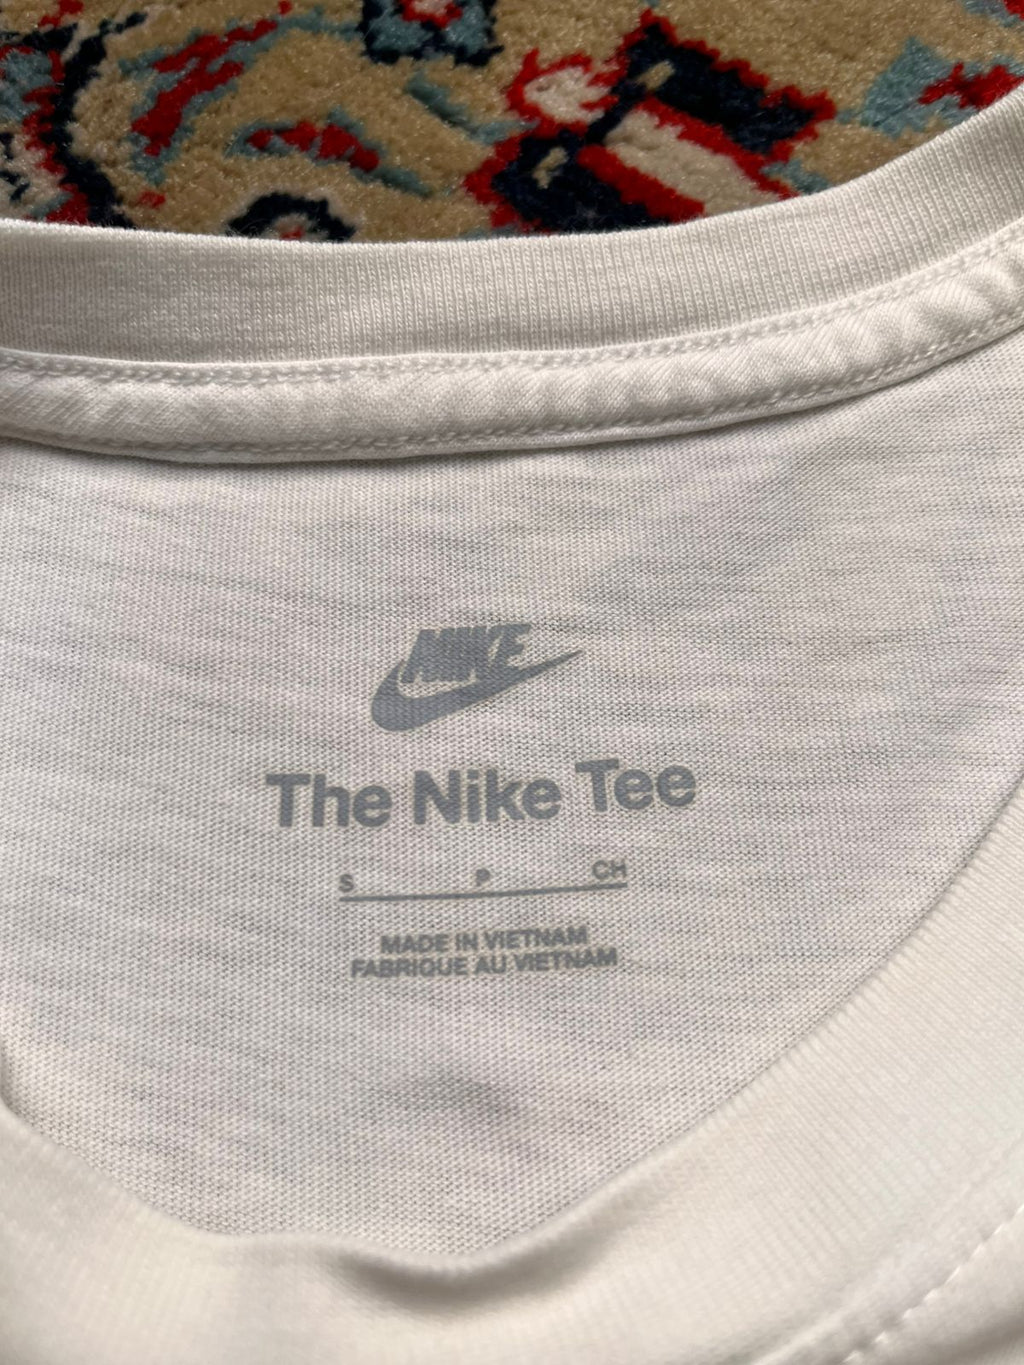 NIKE
The Nike Tee
S P CH
MADE IN VIETNAM
FABRIQUE AU VIETNAM